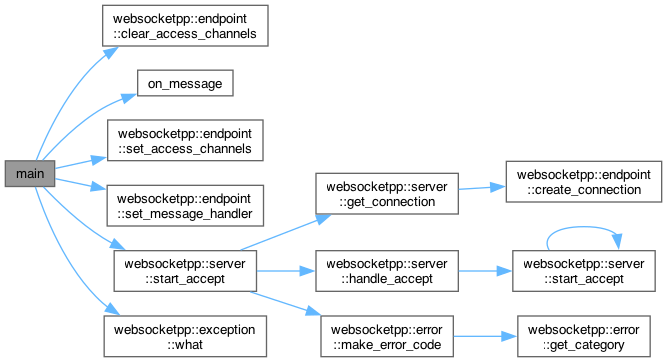 websocketpp::endpoint
::clear_access_channels
on_message
websocketpp::endpoint
::set_access_channels
main
websocketpp::endpoint
::set_message_handler
websocketpp::server
::start_accept
websocketpp::exception
::what
websocketpp::server
::get_connection
websocketpp::server
::handle_accept
websocketpp::error
::make_error_code
websocketpp::endpoint
::create_connection
websocketpp::server
::start_accept
websocketpp::error
::get_category